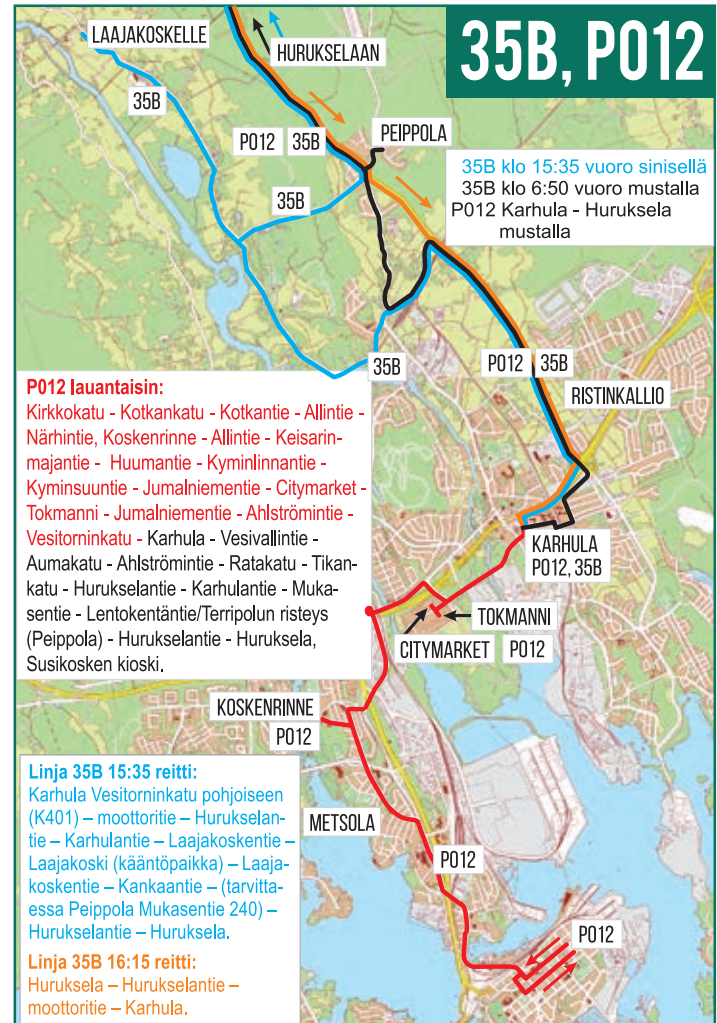 35B, P012
LAAJAKOSKELLE
HURUKSELAAN
35B
P012 35B
PEIPPOLA
35B klo 15:35 vuoro sinisellä
35B klo 6:50 vuoro mustalla
P012 Karhula - Huruksela
mustalla
35B
35B
P012 35B
RISTINKALLIO
P012 lauantaisin:
Kirkkokatu - Kotkankatu - Kotkantie - Allintie -
Närhintie, Koskenrinne - Allintie - Keisarin-
majantie - Huumantie - Kyminlinnantie -
Kyminsuuntie - Jumalniementie - Citymarket -
Tokmanni - Jumalniementie - Ahlströmintie -
Vesitorninkatu - Karhula - Vesivallintie -
Aumakatu - Ahlströmintie - Ratakatu - Tikan-
katu - Hurukselantie - Karhulantie - Muka-
sentie - Lentokentäntie/Terripolun risteys
(Peippola) - Hurukselantie - Huruksela,
Susikosken kioski.
KARHULA
P012, 35B
TOKMANNI
CITYMARKET P012
KOSKENRINNE
P012
METSOLA
P012
P012
Linja 35B 15:35 reitti:
Karhula Vesitorninkatu pohjoiseen
(K401) – moottoritie – Hurukselan-
tie – Karhulantie – Laajakoskentie –
Laajakoski (kääntöpaikka) – Laaja-
koskentie – Kankaantie – (tarvitta-
essa Peippola Mukasentie 240) –
Hurukselantie – Huruksela.
Linja 35B 16:15 reitti:
Huruksela – Hurukselantie –
moottoritie – Karhula.